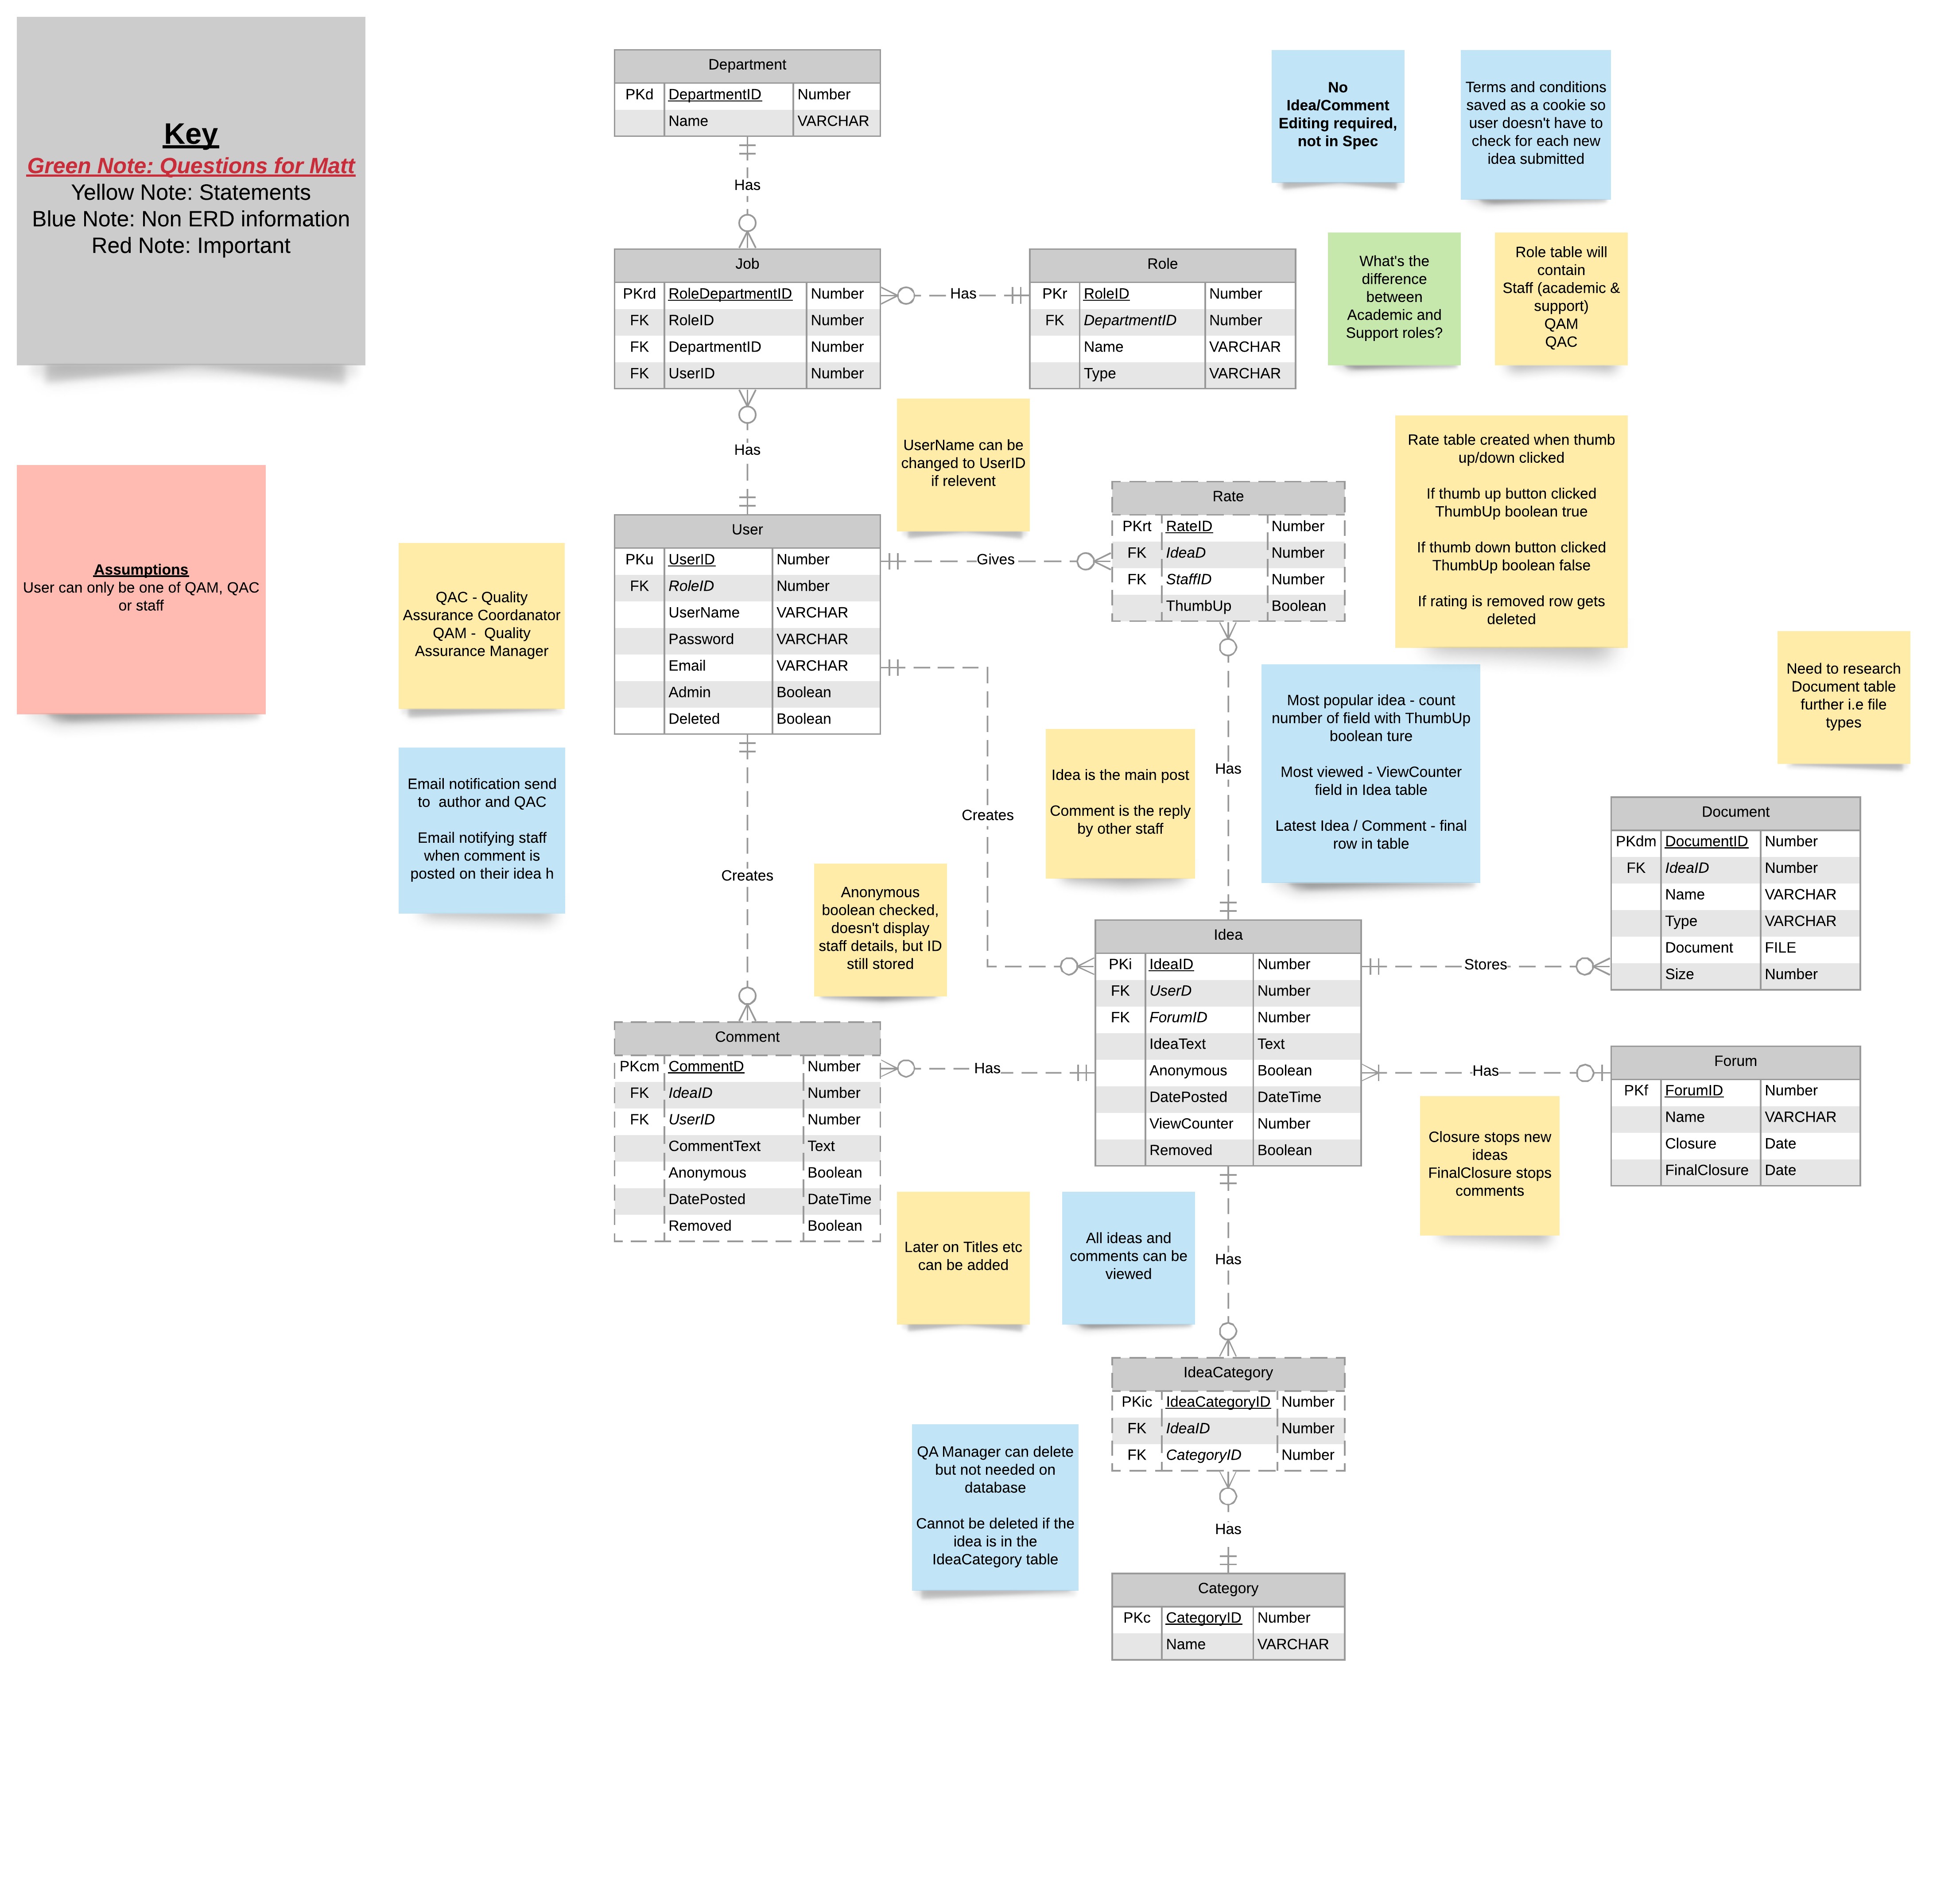 Key
Green Note: Questions for Matt
Yellow Note: Statements
Blue Note: Non ERD information
Red Note: Important
Department
PKd DepartmentID Number
Name VARCHAR
No
Idea/Comment
Editing required,
not in Spec
Terms and conditions
saved as a cookie so
user doesn't have to
check for each new
idea submitted
Has
Job
PKrd RoleDepartmentID Number
FK RoleID Number
FK DepartmentID Number
FK UserID Number
Has
Role
PKr RoleID Number
FK DepartmentID Number
Name VARCHAR
Type VARCHAR
What's the
difference
between
Academic and
Support roles?
Role table will
contain
Staff (academic &
support)
QAM
QAC
Has
UserName can be
changed to UserID
if relevent
Rate table created when thumb
up/down clicked
If thumb up button clicked
ThumbUp boolean true
If thumb down button clicked
ThumbUp boolean false
If rating is removed row gets
deleted
Assumptions
User can only be one of QAM, QAC
or staff
QAC - Quality
Assurance Coordanator
QAM - Quality
Assurance Manager
User
PKu UserID Number
FK RoleID Number
UserName VARCHAR
Password VARCHAR
Email VARCHAR
Admin Boolean
Deleted Boolean
Gives
Rate
PKrt RateID Number
FK IdeaD Number
FK StaffID Number
ThumbUp Boolean
Need to research
Document table
further i.e file
types
Email notification send
to author and QAC
Email notifying staff
when comment is
posted on their idea h
Creates
Creates
Idea is the main post
Comment is the reply
by other staff
Has
Most popular idea - count
number of field with ThumbUp
boolean ture
Most viewed - ViewCounter
field in Idea table
Latest Idea / Comment - final
row in table
Anonymous
boolean checked,
doesn't display
staff details, but ID
still stored
Document
PKdm DocumentID Number
FK IdeaID Number
Name VARCHAR
Type VARCHAR
Document FILE
Size Number
Idea
PKi IdeaID Number
FK UserD Number
FK ForumID Number
IdeaText Text
Anonymous Boolean
DatePosted DateTime
ViewCounter Number
Removed Boolean
Stores
Comment
PKcm CommentD Number
FK IdeaID Number
FK UserID Number
CommentText Text
Anonymous Boolean
DatePosted DateTime
Removed Boolean
Has
Has
Forum
PKf ForumID Number
Name VARCHAR
Closure Date
FinalClosure Date
Closure stops new
ideas
FinalClosure stops
comments
Later on Titles etc
can be added
All ideas and
comments can be
viewed
Has
IdeaCategory
PKic IdeaCategoryID Number
FK IdeaID Number
FK CategoryID Number
QA Manager can delete
but not needed on
database
Cannot be deleted if the
idea is in the
IdeaCategory table
Has
Category
PKc CategoryID Number
Name VARCHAR